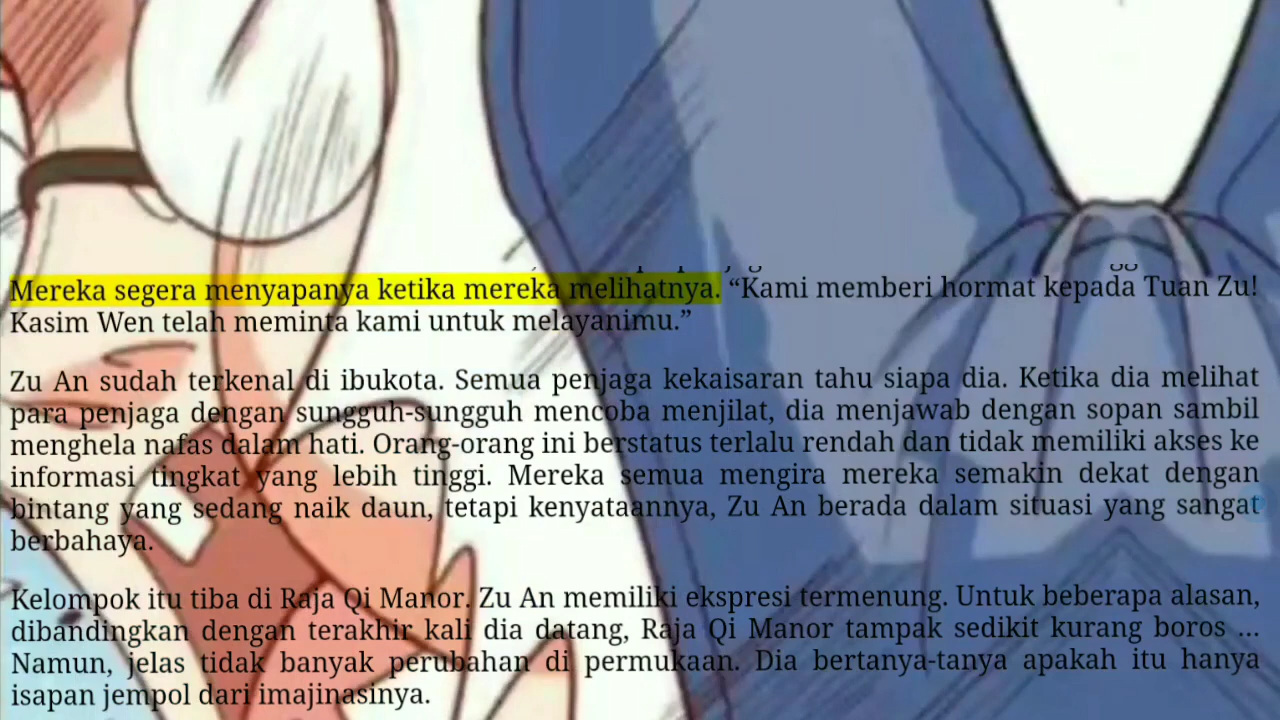 Mereka segera menyapanya ketika mereka melihatnya. “Kami memberi hormat kepada Tuan Zu!
Kasim Wen telah meminta kami untuk melayanimu.”
Zu An sudah terkenal di ibukota. Semua penjaga kekaisaran tahu siapa dia. Ketika dia melihat
para penjaga dengan sungguh-sungguh mencoba menjilat, dia menjawab dengan sopan sambil
menghela nafas dalam hati. Orang-orang ini berstatus terlalu rendah dan tidak memiliki akses ke
informasi tingkat yang lebih tinggi. Mereka semua mengira mereka semakin dekat dengan
bintang yang sedang naik daun, tetapi kenyataannya, Zu An berada dalam situasi yang sangat
berbahaya.
Kelompok itu tiba di Raja Qi Manor. Zu An memiliki ekspresi termenung. Untuk beberapa alasan,
dibandingkan dengan terakhir kali dia datang, Raja Qi Manor tampak sedikit kurang boros ...
Namun, jelas tidak banyak perubahan di permukaan. Dia bertanya-tanya apakah itu hanya
isapan jempol dari imajinasinya.